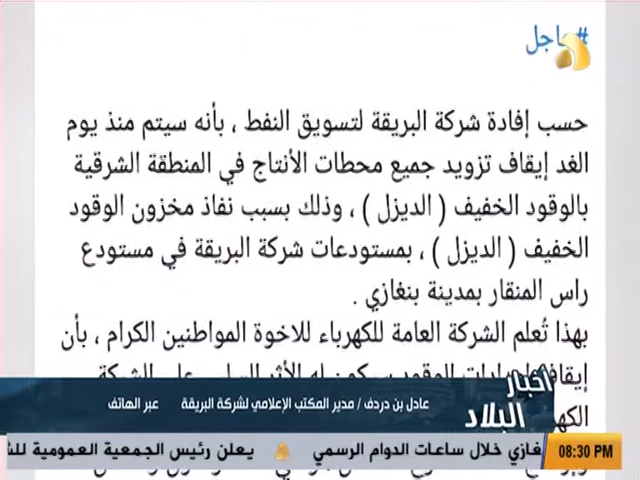 #عاجل
حسب إفادة شركة البريقة لتسويق النفط ، بأنه سيتم منذ يوم
الغد إيقاف تزويد جميع محطات الأنتاج في المنطقة الشرقية
بالوقود الخفيف ( الديزل ) ، وذلك بسبب نفاذ مخزون الوقود
الخفيف ( الديزل ) ، بمستودعات شركة البريقة في مستودع
راس المنقار بمدينة بنغازي .
بهذا تُعلم الشركة العامة للكهرباء للاخوة المواطنين الكرام ، بأن
أخبار البلاد
عادل بن دردف / مدير المكتب الإعلامي لشركة البريقة عبر الهاتف
08:30 PM
غازي خلال ساعات الدوام الرسمي يعلن رئيس الجمعية العمومية